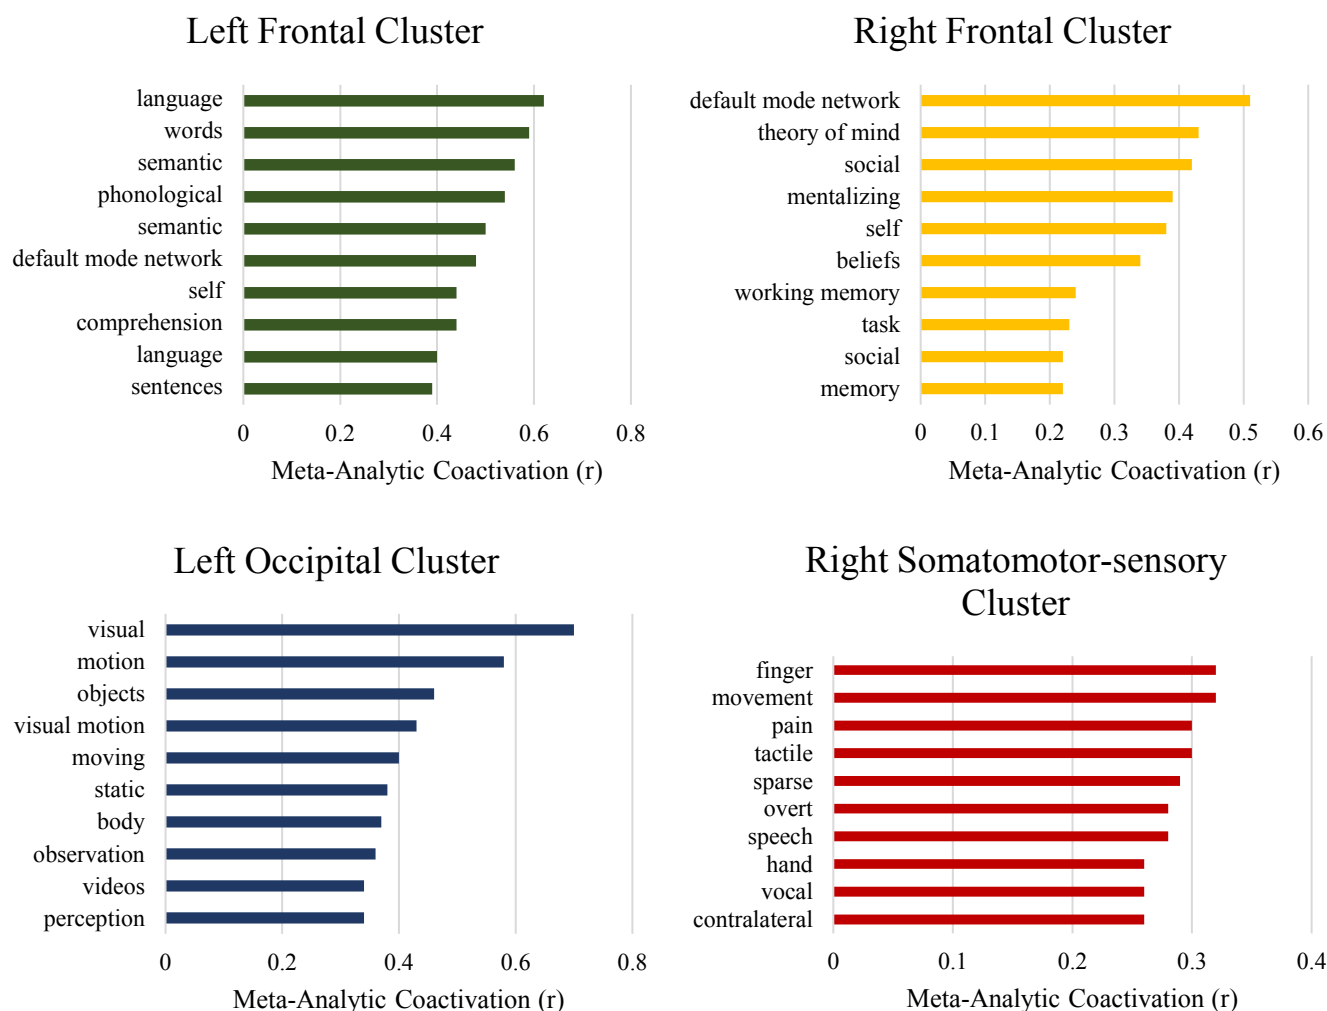 Left Frontal Cluster
language
words
semantic
phonological
semantic
default mode network
self
comprehension
language
sentences
0 0.2 0.4 0.6 0.8
Meta-Analytic Coactivation (r)
Right Frontal Cluster
default mode network
theory of mind
social
mentalizing
self
beliefs
working memory
task
social
memory
0 0.1 0.2 0.3 0.4 0.5 0.6
Meta-Analytic Coactivation (r)
Left Occipital Cluster
visual
motion
objects
visual motion
moving
static
body
observation
videos
perception
0 0.2 0.4 0.6 0.8
Meta-Analytic Coactivation (r)
Right Somatomotor-sensory
Cluster
finger
movement
pain
tactile
sparse
overt
speech
hand
vocal
contralateral
0 0.1 0.2 0.3 0.4
Meta-Analytic Coactivation (r)